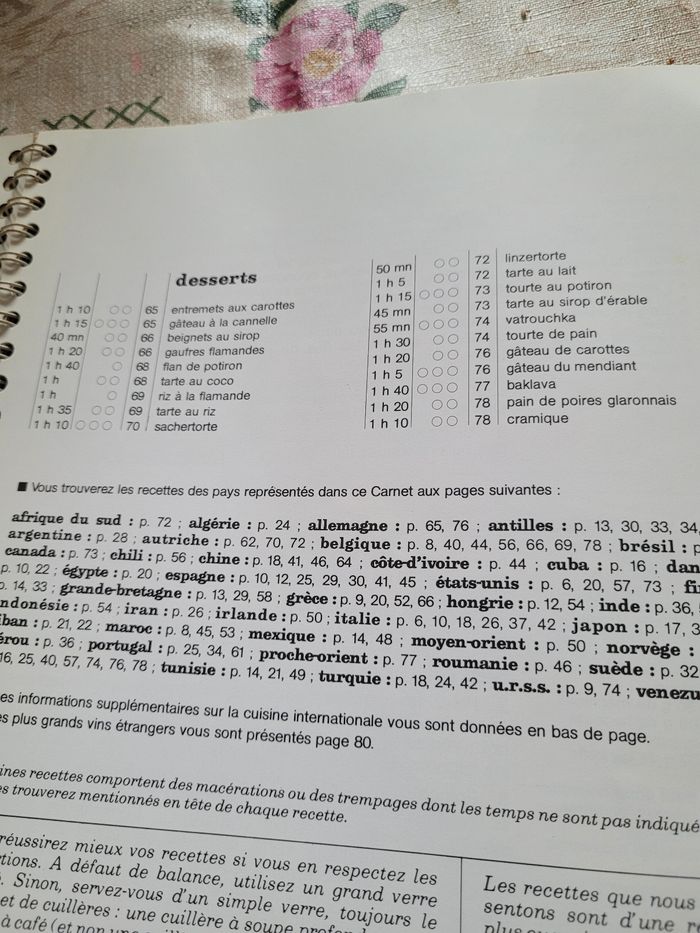 desserts
1 h 10 ○○ 65 entremets aux carottes
1 h 15 ○○○ 65 gâteau à la cannelle
40 mn ○○ 66 beignets au sirop
1 h 20 ○○ 66 gaufres flamandes
1 h 40 ○ 68 flan de potiron
1 h ○○ 68 tarte au coco
1 h ○ 69 riz à la flamande
1 h 35 ○○ 69 tarte au riz
1 h 10 ○○○ 70 sachertorte
50 mn ○○ 72 linzertorte
1 h 5 ○○ 72 tarte au lait
1 h 15 ○○○ 73 tourte au potiron
45 mn ○○ 73 tarte au sirop d'érable
55 mn ○○○ 74 vatrouchka
1 h 30 ○○ 74 tourte de pain
1 h 20 ○○ 76 gâteau de carottes
1 h 5 ○○○ 76 gâteau du mendiant
1 h 40 ○○○ 77 baklava
1 h 20 ○○ 78 pain de poires glaronnais
1 h 10 ○○ 78 cramique
■ Vous trouverez les recettes des pays représentés dans ce Carnet aux pages suivantes :
afrique du sud : p. 72 ; algérie : p. 24 ; allemagne : p. 65, 76 ; antilles : p. 13, 30, 33, 34,
argentine : p. 28 ; autriche : p. 62, 70, 72 ; belgique : p. 8, 40, 44, 56, 66, 69, 78 ; brésil : p
canada : p. 73 ; chili : p. 56 ; chine : p. 18, 41, 46, 64 ; côte-d'ivoire : p. 44 ; cuba : p. 16 ; dan
p. 10, 22 ; égypte : p. 20 ; espagne : p. 10, 12, 25, 29, 30, 41, 45 ; états-unis : p. 6, 20, 57, 73 ; fi
p. 14, 33 ; grande-bretagne : p. 13, 29, 58 ; grèce : p. 9, 20, 52, 66 ; hongrie : p. 12, 54 ; inde : p. 36,
ndonésie : p. 54 ; iran : p. 26 ; irlande : p. 50 ; italie : p. 6, 10, 18, 26, 37, 42 ; japon : p. 17, 3
iban : p. 21, 22 ; maroc : p. 8, 45, 53 ; mexique : p. 14, 48 ; moyen-orient : p. 50 ; norvège :
érou : p. 36 ; portugal : p. 25, 34, 61 ; proche-orient : p. 77 ; roumanie : p. 46 ; suède : p. 32
16, 25, 40, 57, 74, 76, 78 ; tunisie : p. 14, 21, 49 ; turquie : p. 18, 24, 42 ; u.r.s.s. : p. 9, 74 ; venezu
es informations supplémentaires sur la cuisine internationale vous sont données en bas de page.
es plus grands vins étrangers vous sont présentés page 80.
ines recettes comportent des macérations ou des trempages dont les temps ne sont pas indiqué
es trouverez mentionnés en tête de chaque recette.
réussirez mieux vos recettes si vous en respectez les
tions. A défaut de balance, utilisez un grand verre
. Sinon, servez-vous d'un simple verre, toujours le
et de cuillères : une cuillère à soupe
à café (et non
Les recettes que nous
sentons sont d'une